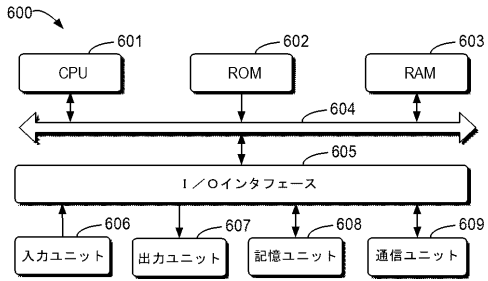 600
601
602
603
CPU
ROM
RAM
604
605
I/Oインタフェース
606
607
608
609
入力ユニット
出力ユニット
記憶ユニット
通信ユニット